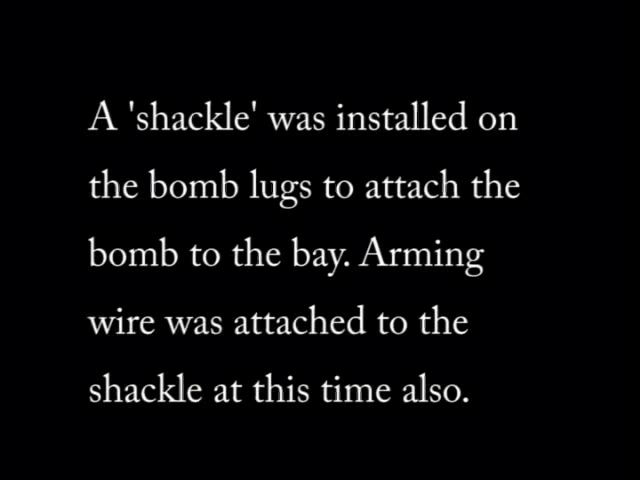 A 'shackle' was installed on
the bomb lugs to attach the
bomb to the bay. Arming
wire was attached to the
shackle at this time also.